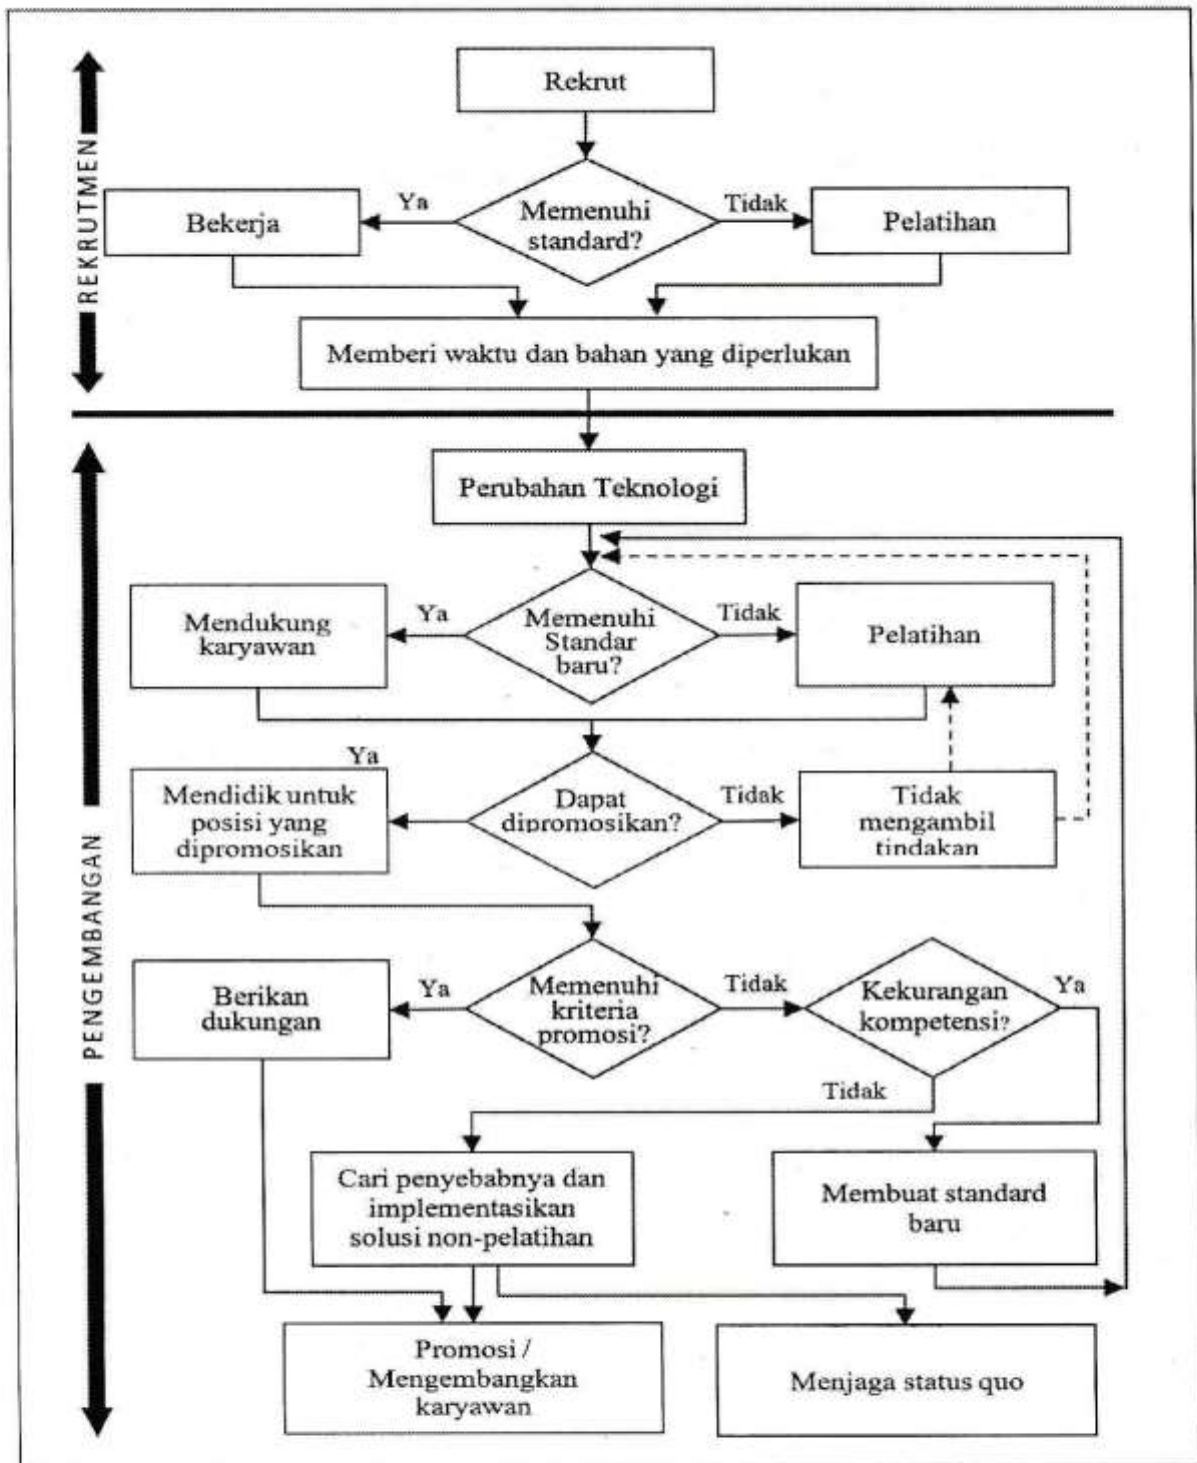 REKRUTMEN
Rekrut
Ya
Memenuhi
standard?
Tidak
Bekerja
Pelatihan
Memberi waktu dan bahan yang diperlukan
PENGEMBANGAN
Perubahan Teknologi
Mendukung
karyawan
Ya
Memenuhi
Standar
baru?
Tidak
Pelatihan
Ya
Mendidik untuk
posisi yang
dipromosikan
Dapat
dipromosikan?
Tidak
Tidak
mengambil
tindakan
Berikan
dukungan
Ya
Memenuhi
kriteria
promosi?
Tidak
Kekurangan
kompetensi?
Ya
Tidak
Cari penyebabnya dan
implementasikan
solusi non-pelatihan
Membuat standard
baru
Promosi /
Mengembangkan
karyawan
Menjaga status quo